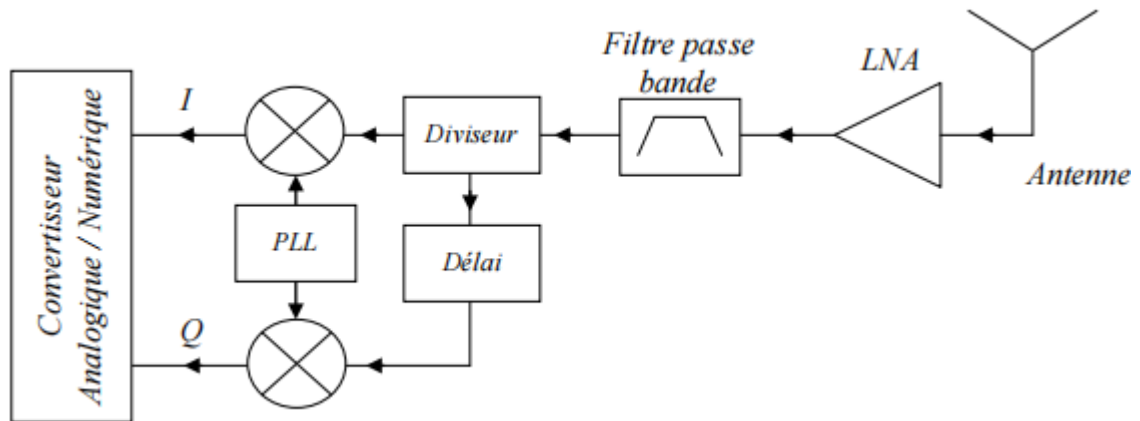 Filtre passe
bande
LNA
Antenne
I
Diviseur
PLL
Délai
Q
Convertisseur
Analogique / Numérique